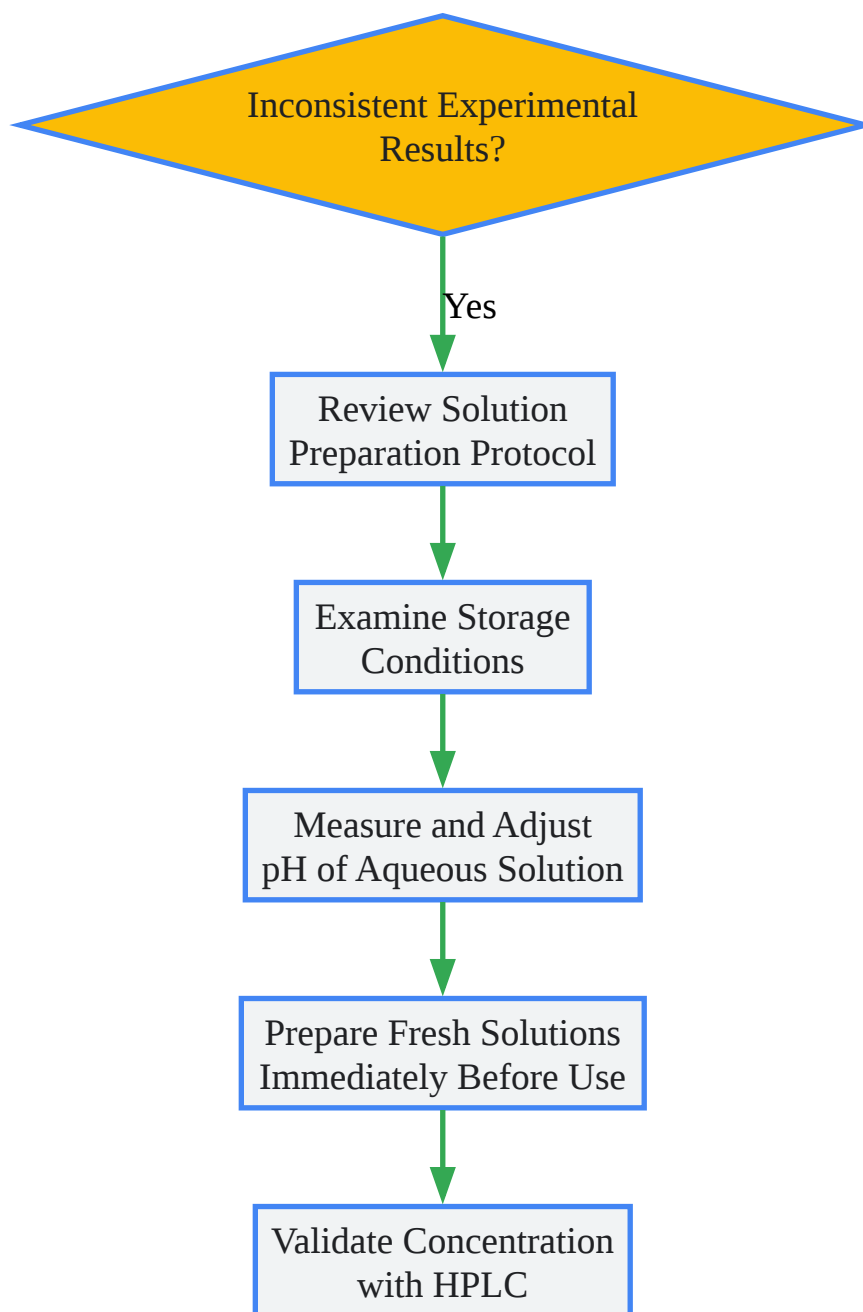 Inconsistent Experimental
Results?
Yes
Review Solution
Preparation Protocol
Examine Storage
Conditions
Measure and Adjust
pH of Aqueous Solution
Prepare Fresh Solutions
Immediately Before Use
Validate Concentration
with HPLC